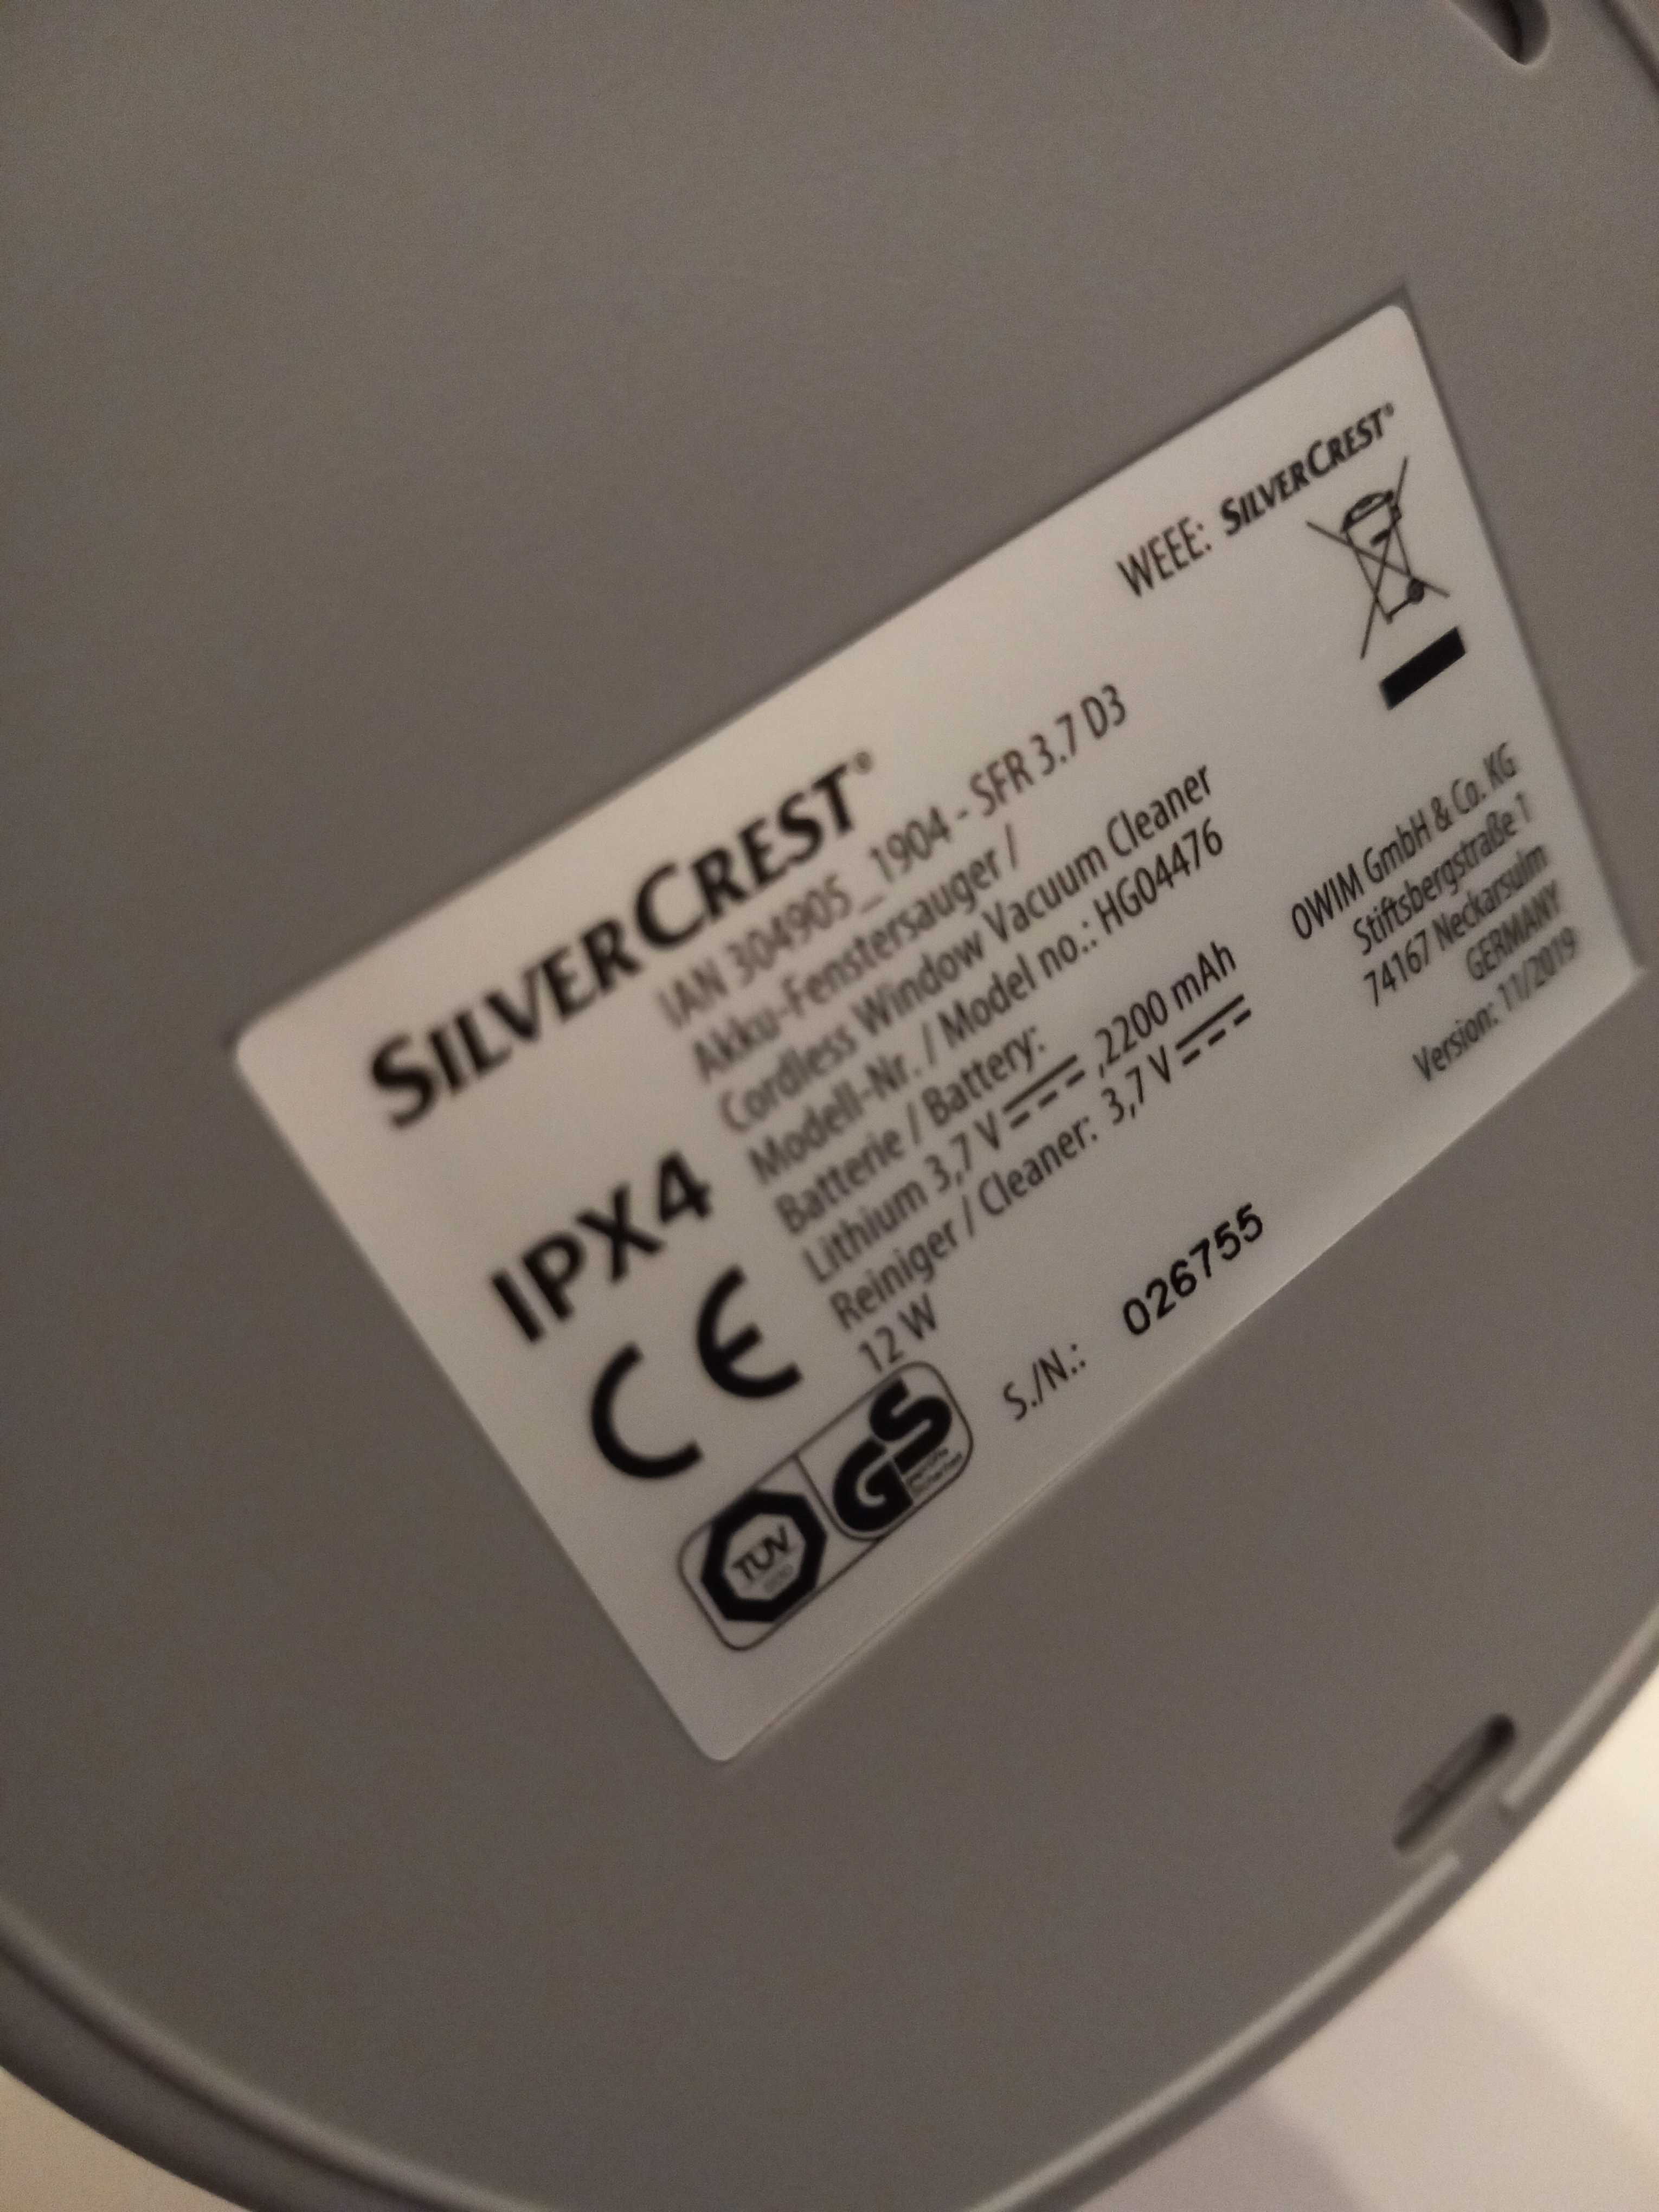 SILVERCREST®
IAN 304905_1904 - SFR 3.7 D3
Akku-Fenstersauger /
Cordless Window Vacuum Cleaner
Modell-Nr. / Model no.: HG04476
Batterie / Battery:
Lithium 3,7 V ,2200 mAh
Reiniger / Cleaner: 3,7 V
12 W
IPX4
CE
TÜV
GS
S./N.: 026755
WEEE: SILVERCREST®
OWIM GmbH & Co. KG
Stiftsbergstraße 1
74167 Neckarsulm
GERMANY
Version: 11/2019